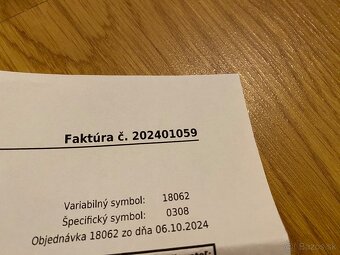 Faktúra č. 202401059
Variabilný symbol: 18062
Špecifický symbol: 0308
Objednávka 18062 zo dňa 06.10.2024